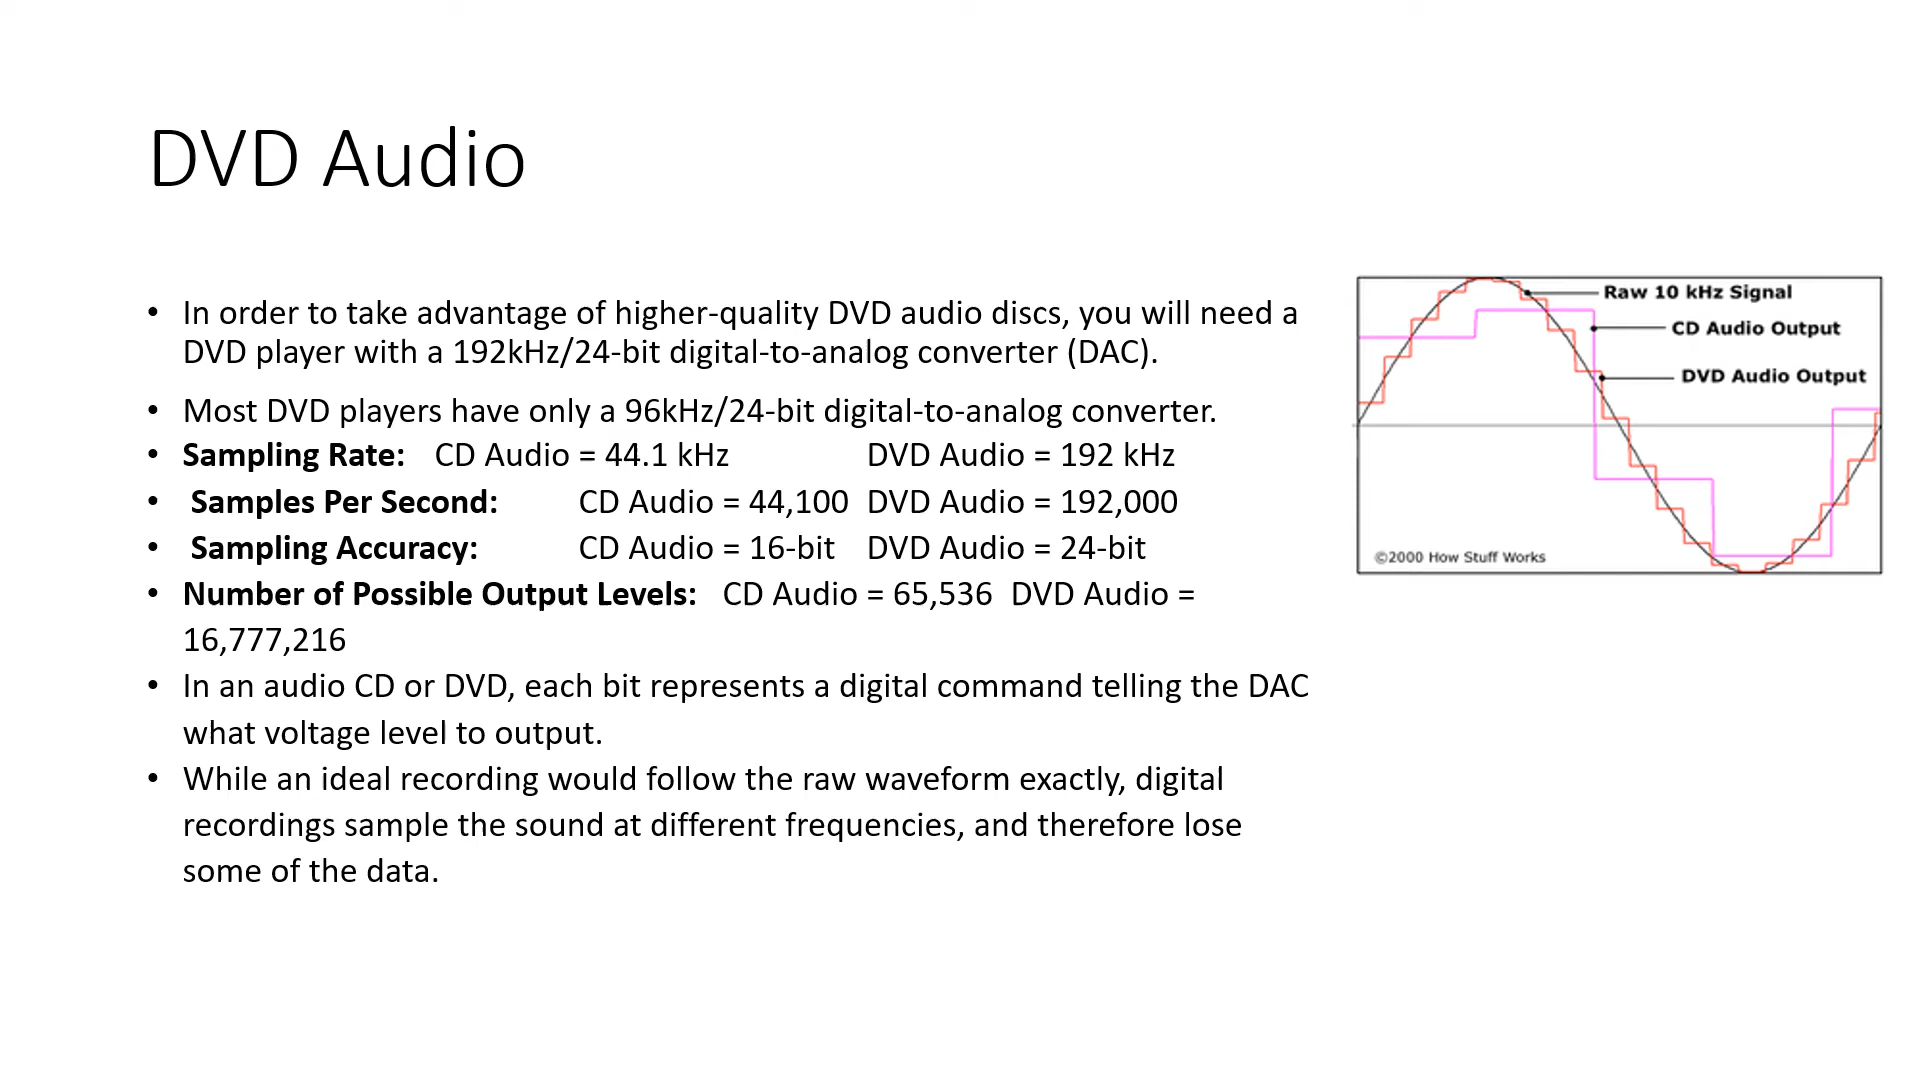 DVD Audio
• In order to take advantage of higher-quality DVD audio discs, you will need a
DVD player with a 192kHz/24-bit digital-to-analog converter (DAC).
• Most DVD players have only a 96kHz/24-bit digital-to-analog converter.
• Sampling Rate: CD Audio = 44.1 kHz DVD Audio = 192 kHz
• Samples Per Second: CD Audio = 44,100 DVD Audio = 192,000
• Sampling Accuracy: CD Audio = 16-bit DVD Audio = 24-bit
• Number of Possible Output Levels: CD Audio = 65,536 DVD Audio =
16,777,216
• In an audio CD or DVD, each bit represents a digital command telling the DAC
what voltage level to output.
• While an ideal recording would follow the raw waveform exactly, digital
recordings sample the sound at different frequencies, and therefore lose
some of the data.
Raw 10 kHz Signal
CD Audio Output
DVD Audio Output
©2000 How Stuff Works